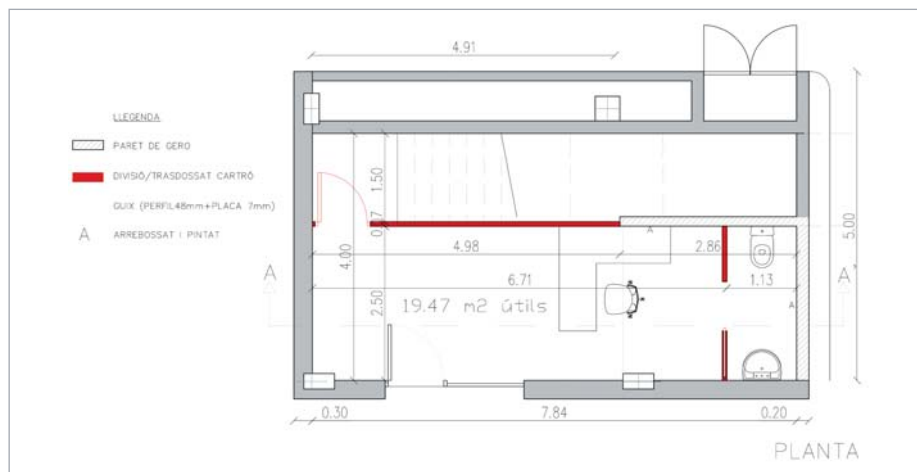 4.91
LLEGENDA
PARET DE GERO
DIVISIÓ/TRASDOSSAT CARTRÓ
GUIX (PERFIL48mm+PLACA 7mm)
A ARREBOSSAT I PINTAT
1.50
0.07
4.00
2.50
5.00
A
4.98
2.86
A
6.71
1.13
A
A'
19.47 m2 útils
0.30
7.84
0.20
PLANTA